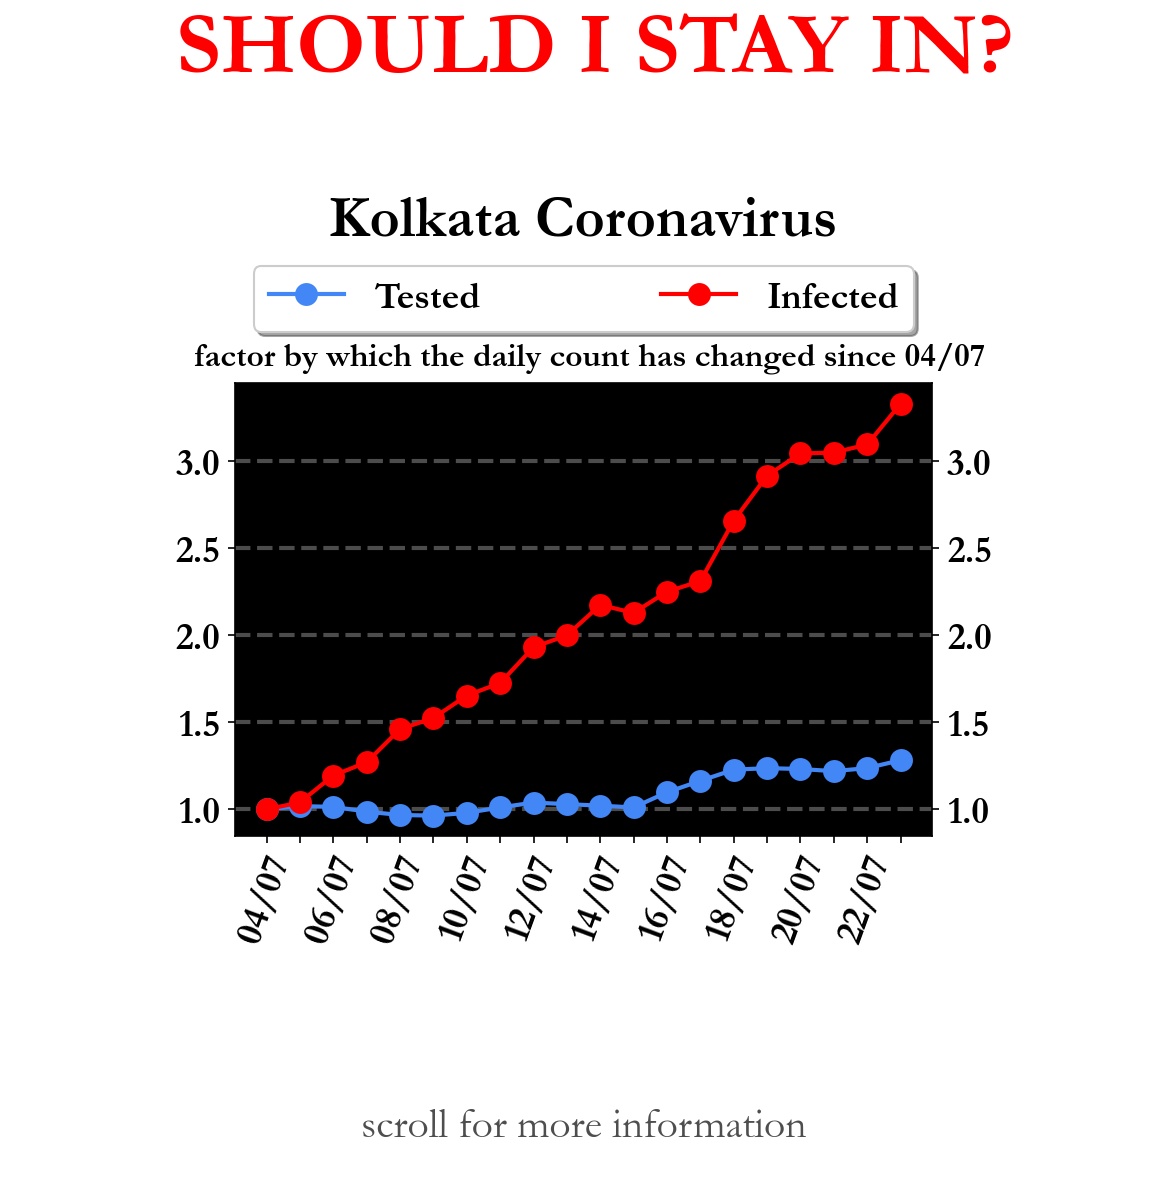 SHOULD I STAY IN?
Kolkata Coronavirus
Tested Infected
factor by which the daily count has changed since 04/07
3.0 3.0
2.5 2.5
2.0 2.0
1.5 1.5
1.0 1.0
04/07 06/07 08/07 10/07 12/07 14/07 16/07 18/07 20/07 22/07
scroll for more information